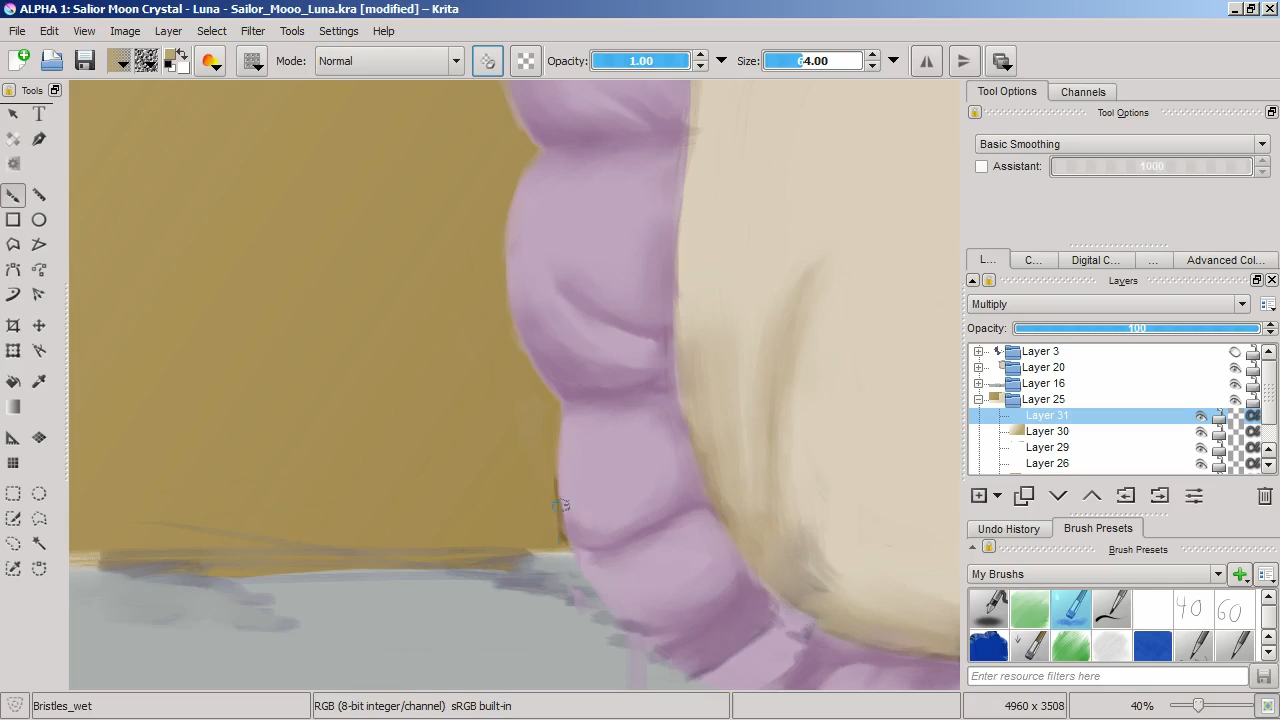 ALPHA 1: Salior Moon Crystal - Luna - Sailor_Mooo_Luna.kra [modified] – Krita
File Edit View Image Layer Select Filter Tools Settings Help
Mode: Normal Opacity: 1.00 Size: 64.00
Tools
Tool Options Channels
Tool Options
Basic Smoothing
Assistant: 1000
L... C... Digital C... ... Advanced Col...
Layers
Multiply
Opacity: 100
Layer 3
Layer 20
Layer 16
Layer 25
Layer 31
Layer 30
Layer 29
Layer 26
Undo History Brush Presets
Brush Presets
My Brushes
40 60
Enter resource filters here
Bristles_wet RGB (8-bit integer/channel) sRGB built-in 4960 x 3508 40%